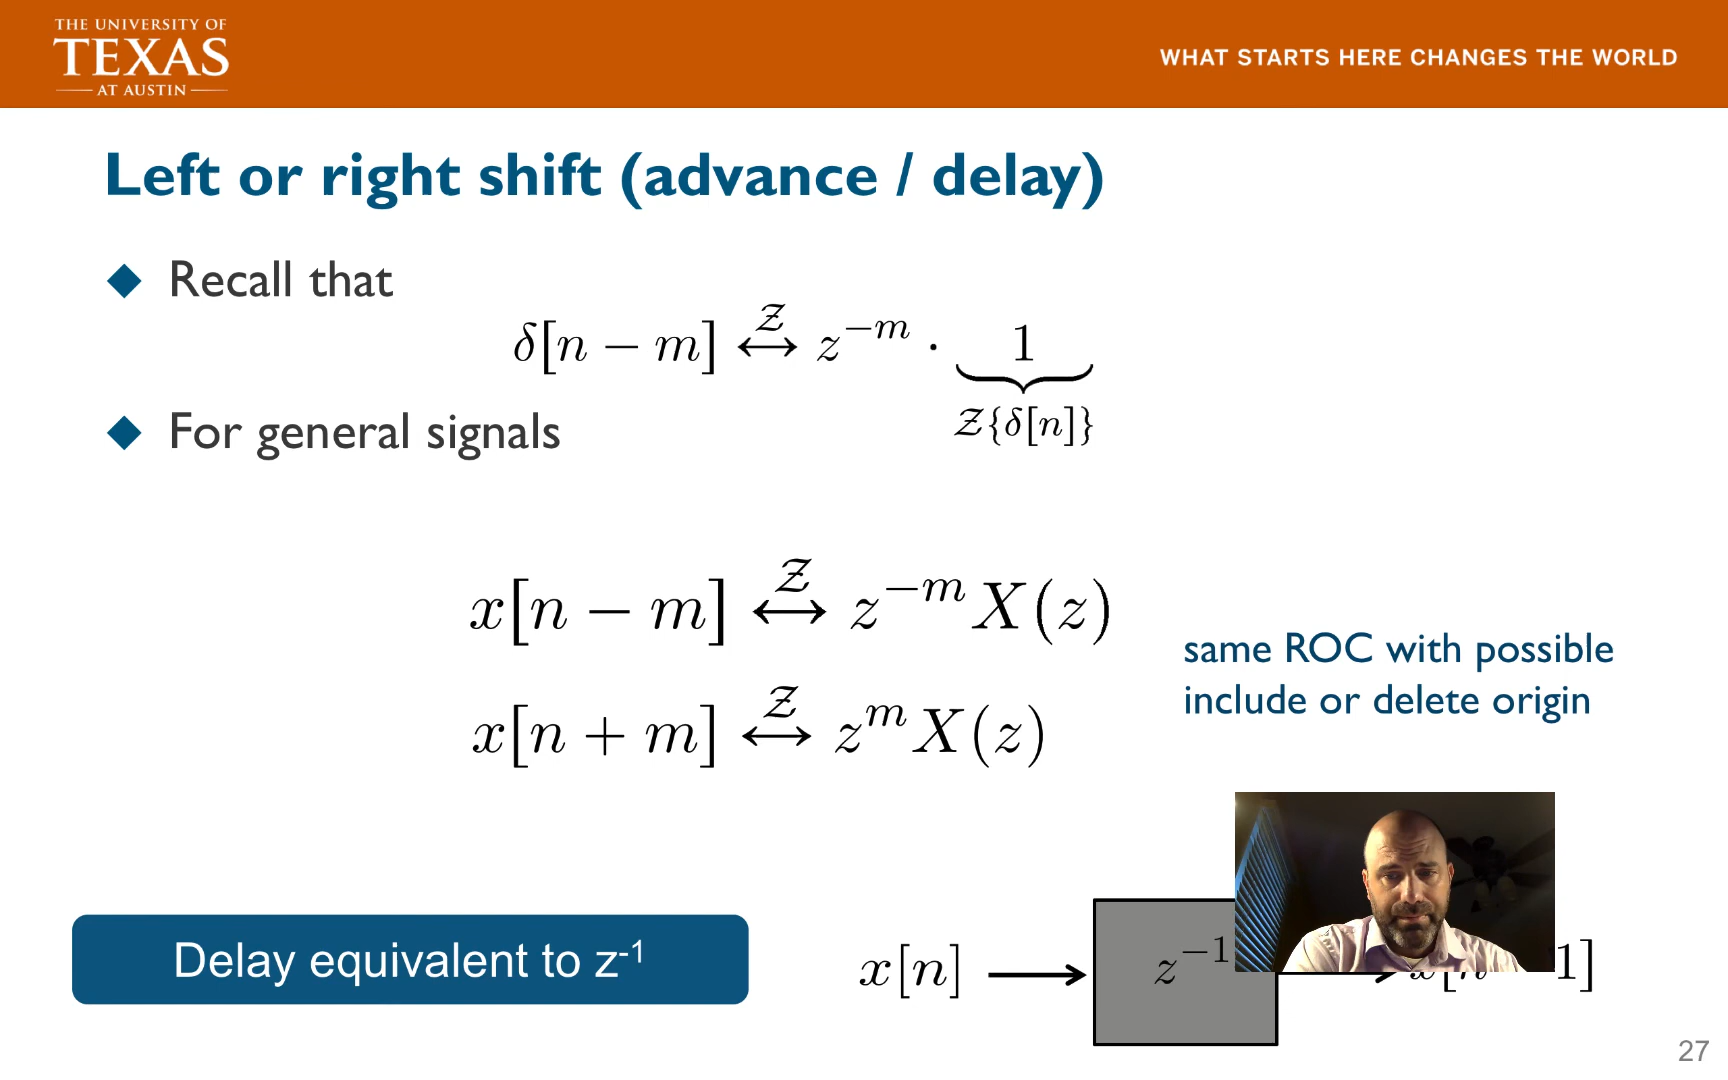 THE UNIVERSITY OF
TEXAS
AT AUSTIN
WHAT STARTS HERE CHANGES THE WORLD
Left or right shift (advance / delay)
◆ Recall that
δ[n − m] ↔^𝒵 z^{−m} · 1
𝒵{δ[n]}
◆ For general signals
x[n − m] ↔^𝒵 z^{−m} X(z)
same ROC with possible
include or delete origin
x[n + m] ↔^𝒵 z^m X(z)
Delay equivalent to z⁻¹
x[n] → z^{−1} → 1]
27